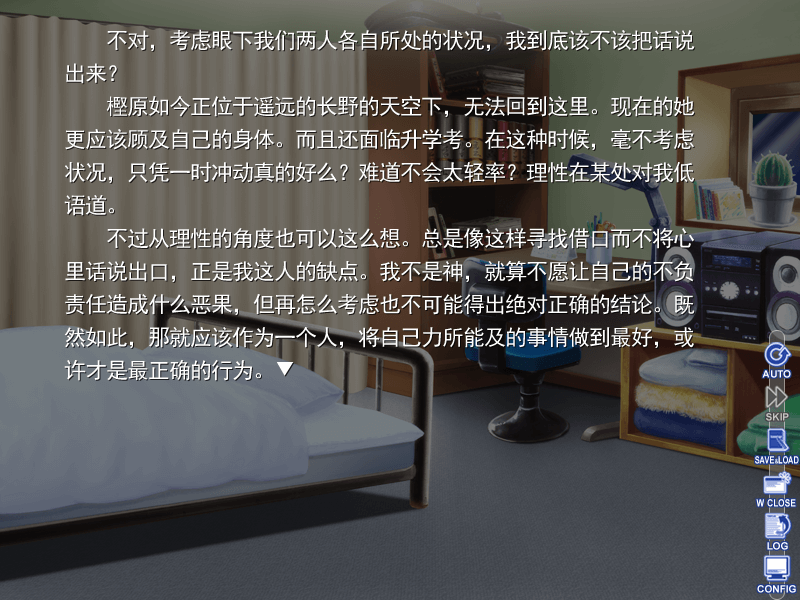 不对，考虑眼下我们两人各自所处的状况，我到底该不该把话说
出来？
樫原如今正位于遥远的长野的天空下，无法回到这里。现在的她
更应该顾及自己的身体。而且还面临升学考。在这种时候，毫不考虑
状况，只凭一时冲动真的好么？难道不会太轻率？理性在某处对我低
语道。
不过从理性的角度也可以这么想。总是像这样寻找借口而不将心
里话说出口，正是我这人的缺点。我不是神，就算不愿让自己的不负
责任造成什么恶果，但再怎么考虑也不可能得出绝对正确的结论。既
然如此，那就应该作为一个人，将自己力所能及的事情做到最好，或
许才是最正确的行为。▼
AUTO
SKIP
SAVE&LOAD
W CLOSE
LOG
CONFIG